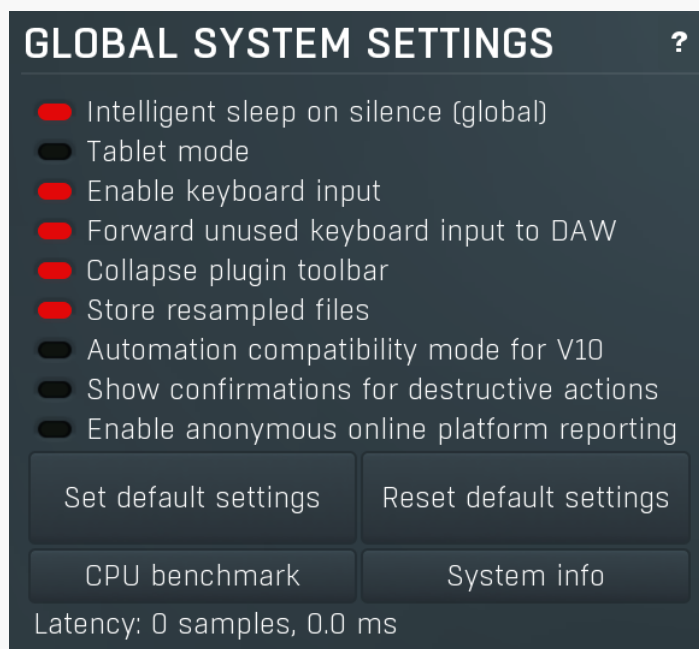 GLOBAL SYSTEM SETTINGS ?
Intelligent sleep on silence (global)
Tablet mode
Enable keyboard input
Forward unused keyboard input to DAW
Collapse plugin toolbar
Store resampled files
Automation compatibility mode for V10
Show confirmations for destructive actions
Enable anonymous online platform reporting
Set default settings Reset default settings
CPU benchmark System info
Latency: 0 samples, 0.0 ms